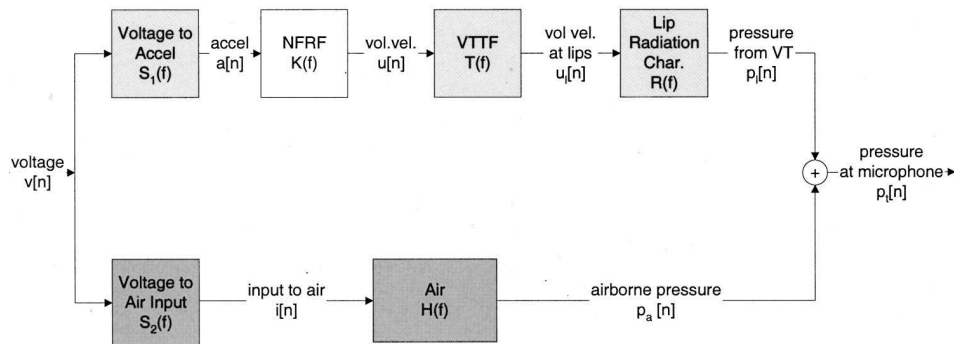 Voltage to
Accel
S₁(f)
accel
a[n]
NFRF
K(f)
vol.vel.
u[n]
VTTF
T(f)
vol vel.
at lips
uₗ[n]
Lip
Radiation
Char.
R(f)
pressure
from VT
pₗ[n]
voltage
v[n]
+
pressure
at microphone
pₜ[n]
Voltage to
Air Input
S₂(f)
input to air
i[n]
Air
H(f)
airborne pressure
pₐ [n]